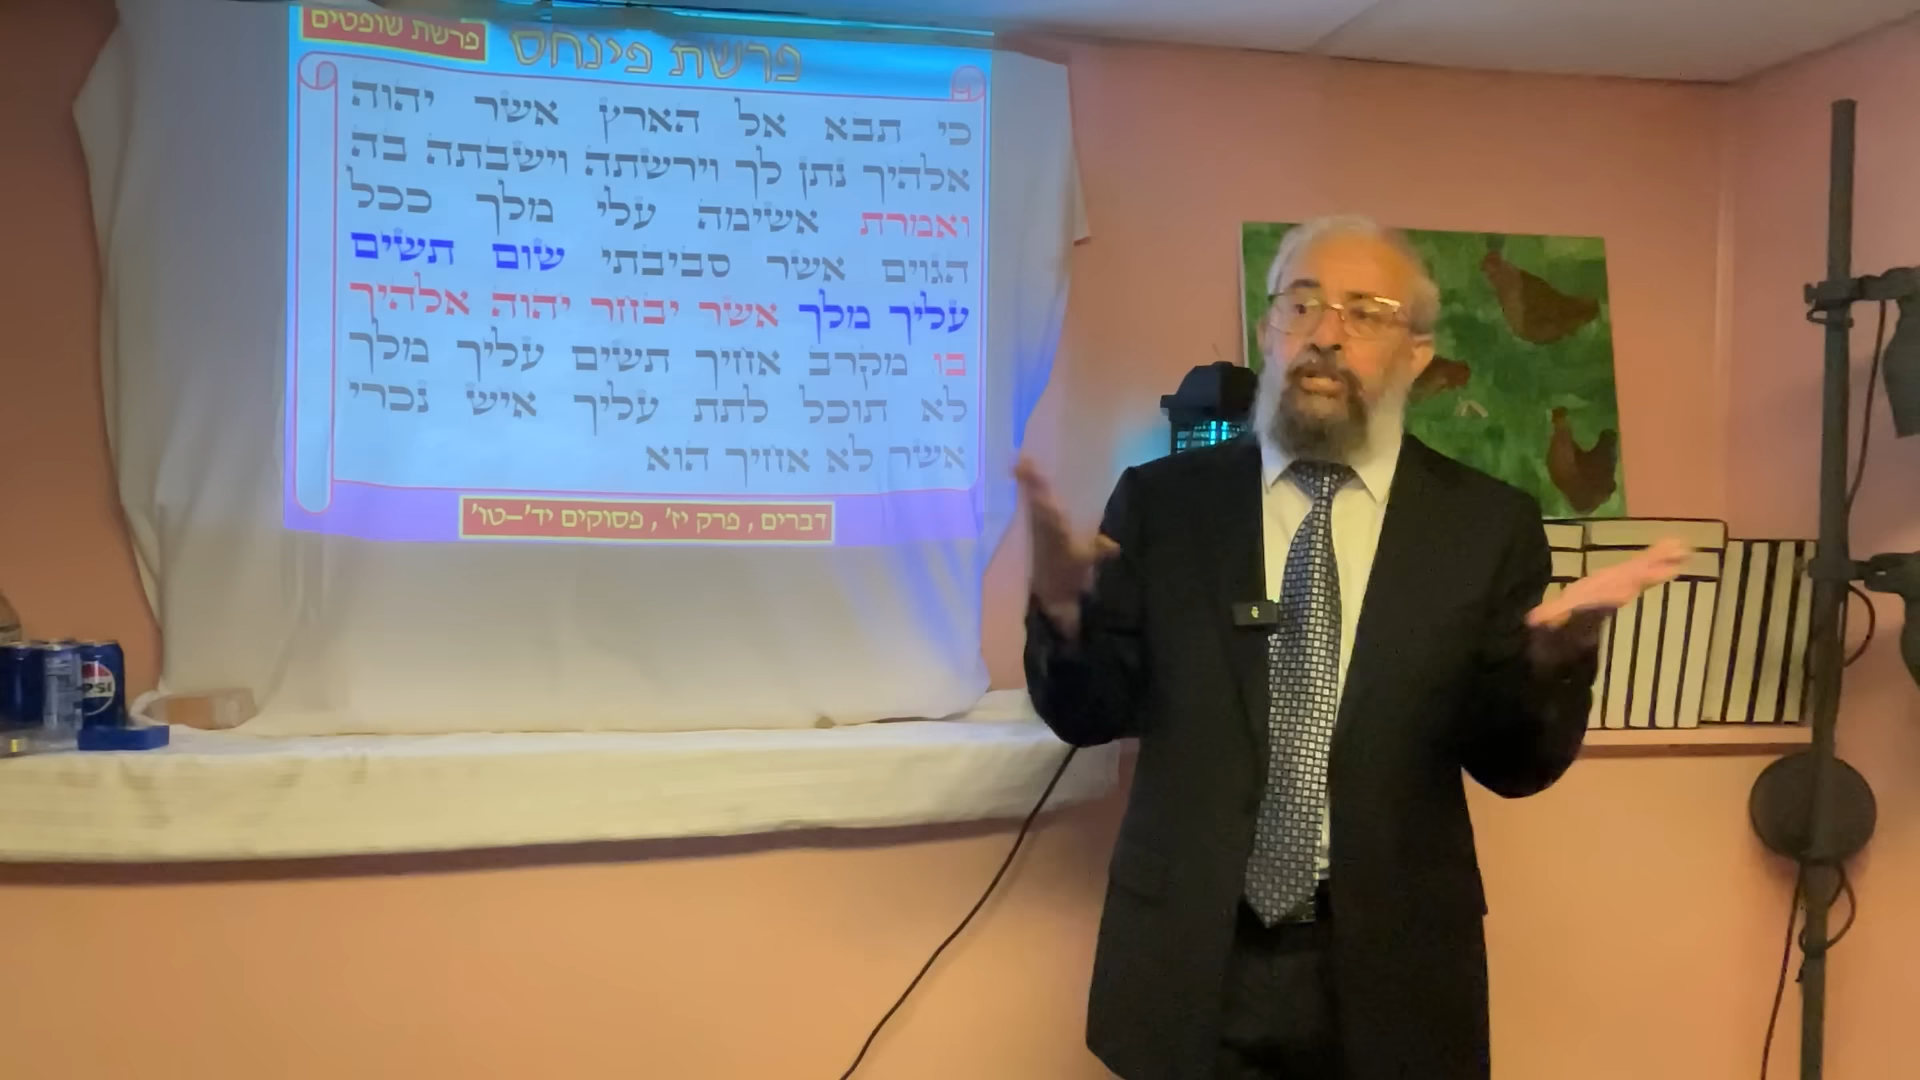 פרשת שופטים
פרשת פינחס
כי תבא אל הארץ אשר יהוה
אלהיך נתן לך וירשתה וישבתה בה
ואמרת אשימה עלי מלך ככל
הגוים אשר סביבתי שום תשים
עליך מלך אשר יבחר יהוה אלהיך
בו מקרב אחיך תשים עליך מלך
לא תוכל לתת עליך איש נכרי
אשר לא אחיך הוא
דברים, פרק יז', פסוקים יד'–טו'
PSI